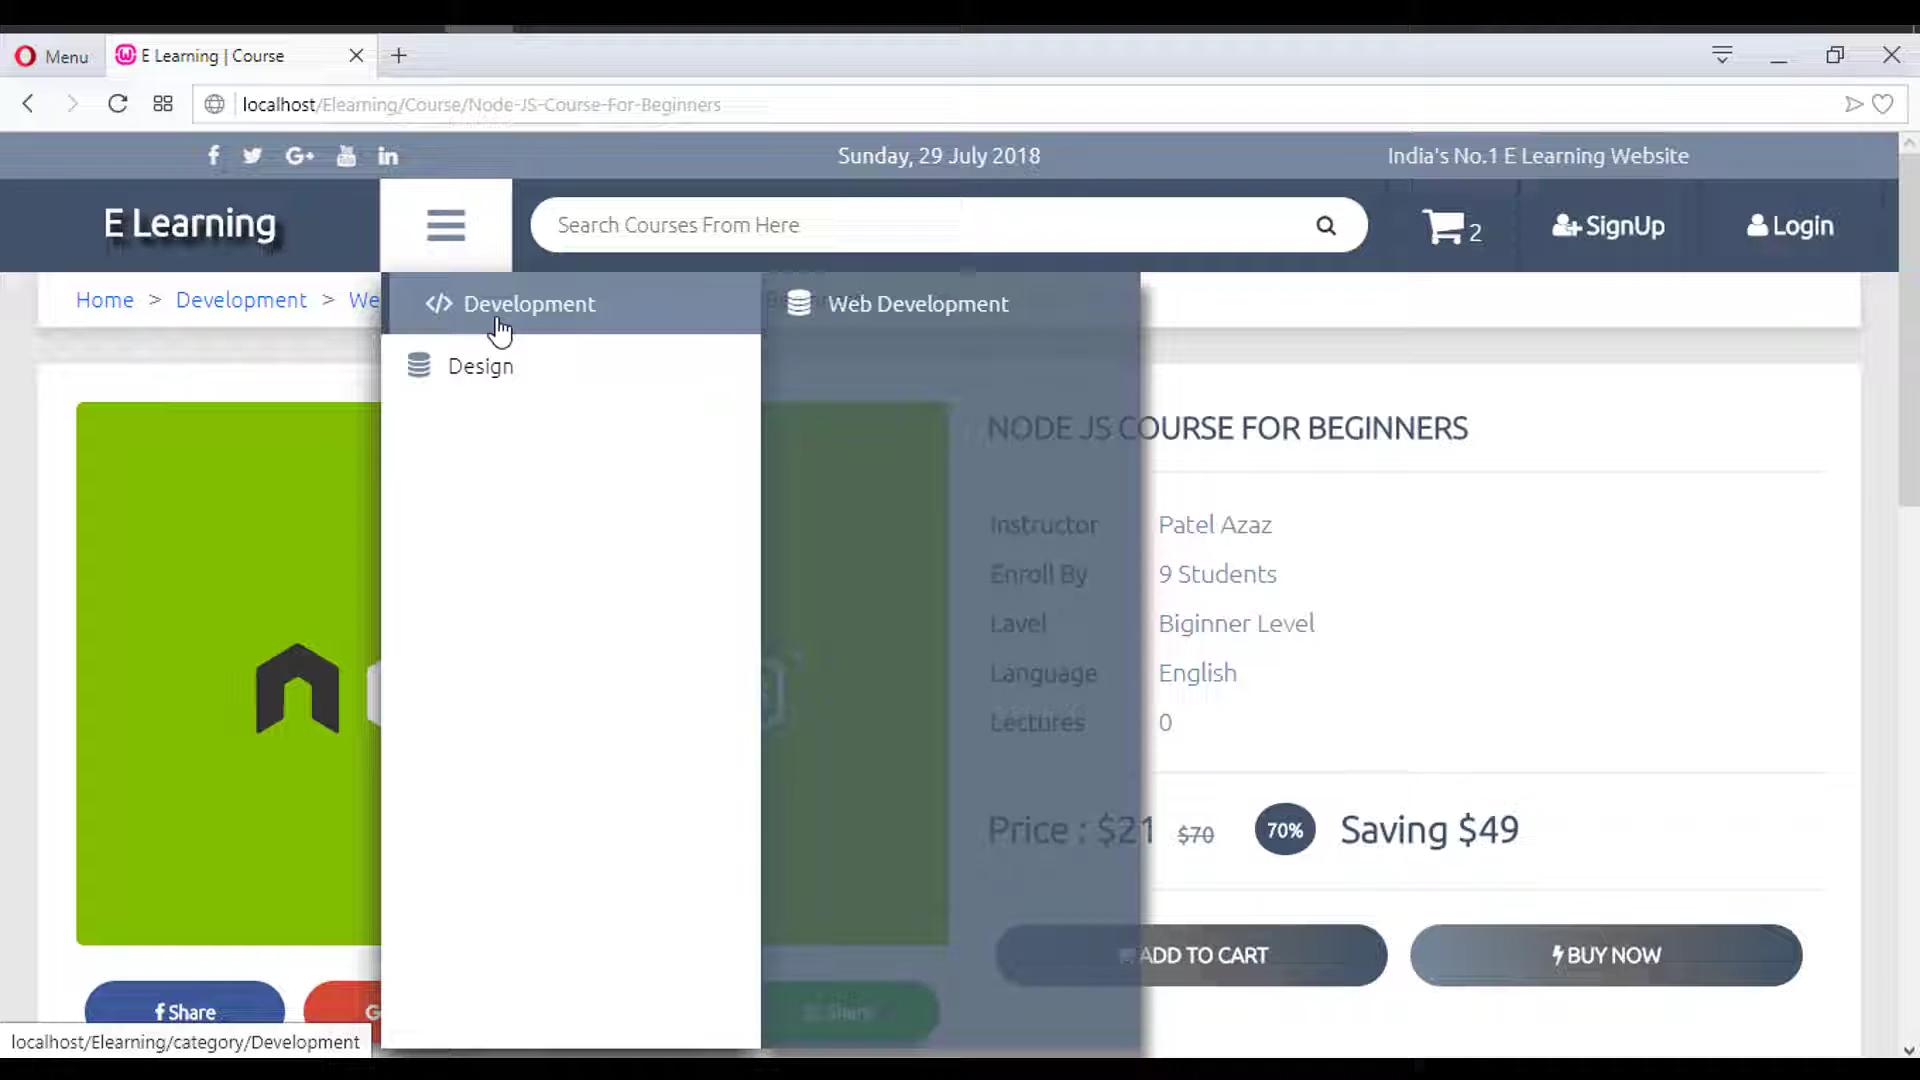 Menu
E Learning | Course
localhost/Elearning/Course/Node-JS-Course-For-Beginners
Sunday, 29 July 2018
India's No.1 E Learning Website
E Learning
Search Courses From Here
2
SignUp
Login
Home > Development > We
Development
Web Development
Design
NODE JS COURSE FOR BEGINNERS
Instructor Patel Azaz
Enroll By 9 Students
Lavel Biginner Level
Language English
Lectures 0
Price : $21 $70 70% Saving $49
ADD TO CART
BUY NOW
Share
G
Share
localhost/Elearning/category/Development